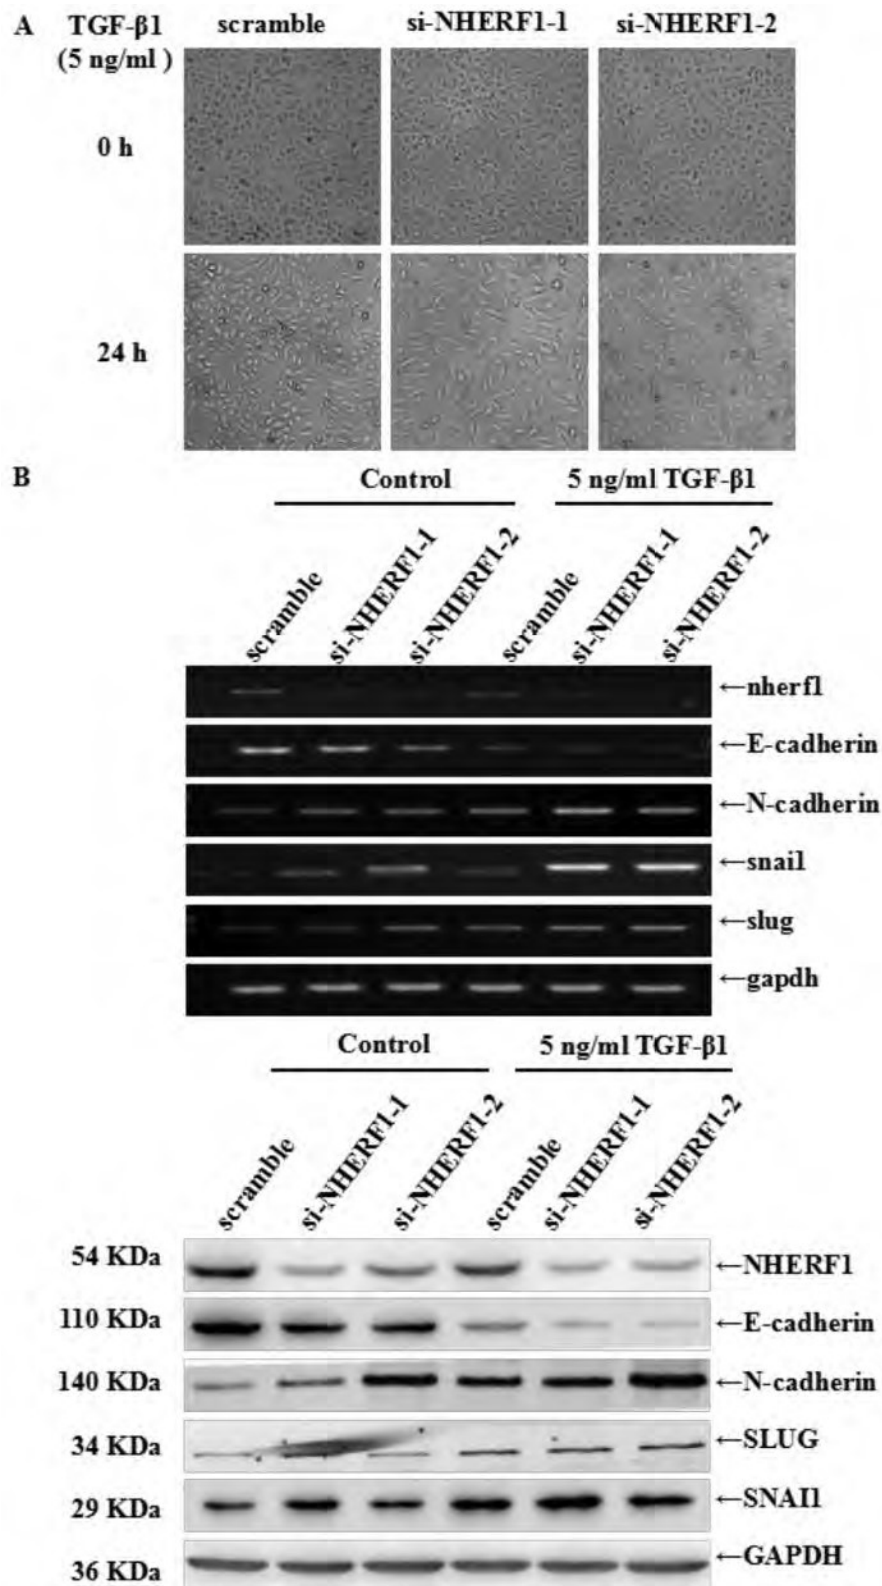 A TGF-β1 scramble si-NHERF1-1 si-NHERF1-2
(5 ng/ml )
0 h
24 h
B
Control 5 ng/ml TGF-β1
scramble si-NHERF1-1 si-NHERF1-2 scramble si-NHERF1-1 si-NHERF1-2
←nherf1
←E-cadherin
←N-cadherin
←snail
←slug
←gapdh
Control 5 ng/ml TGF-β1
scramble si-NHERF1-1 si-NHERF1-2 scramble si-NHERF1-1 si-NHERF1-2
54 KDa ←NHERF1
110 KDa ←E-cadherin
140 KDa ←N-cadherin
34 KDa ←SLUG
29 KDa ←SNAI1
36 KDa ←GAPDH